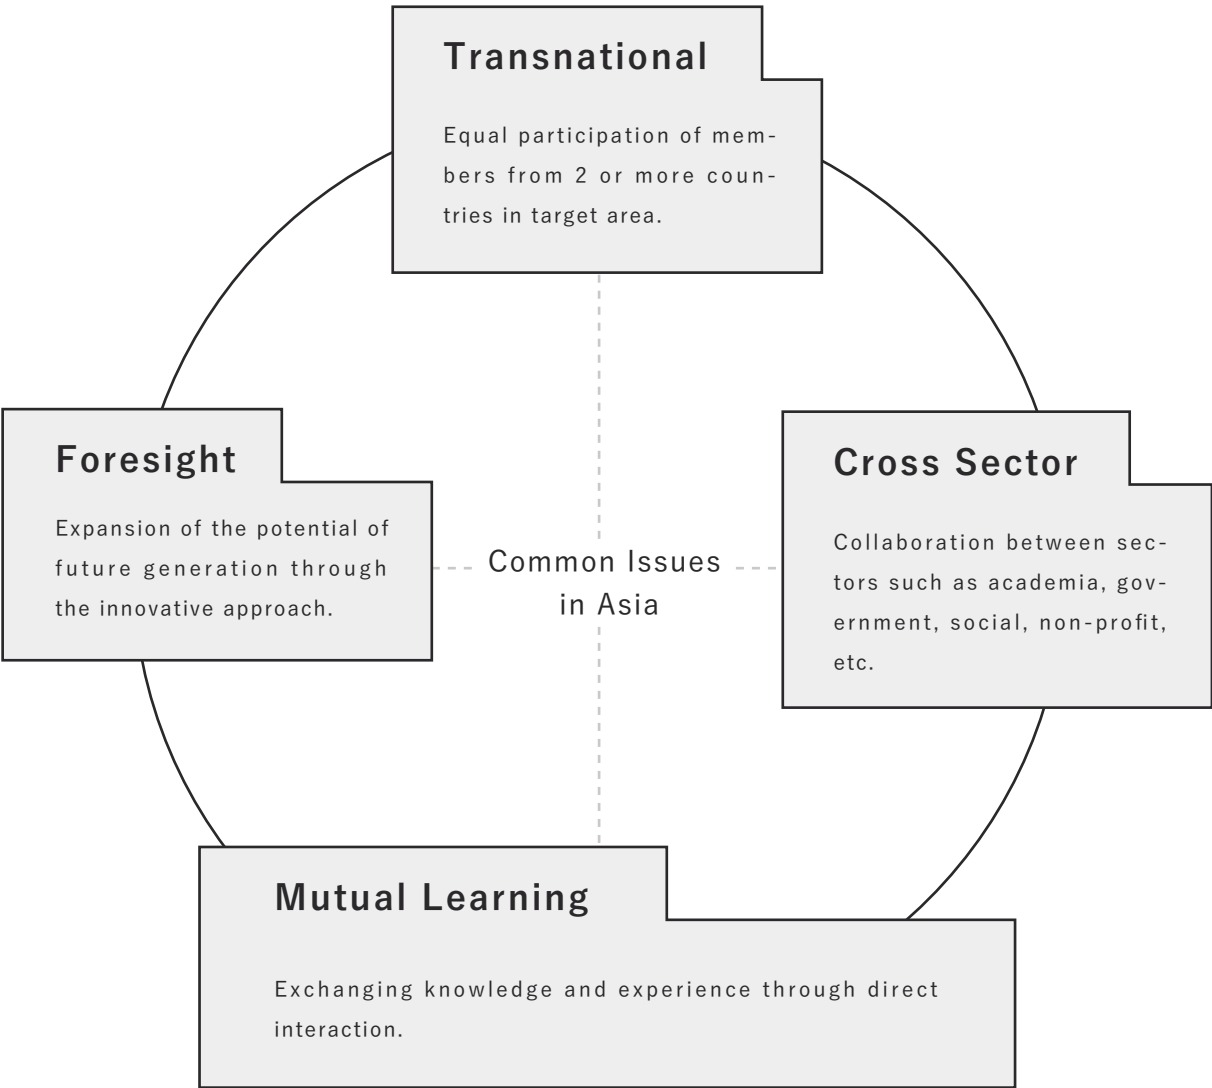 Transnational
Equal participation of mem-
bers from 2 or more coun-
tries in target area.
Foresight
Expansion of the potential of
future generation through
the innovative approach.
Common Issues
in Asia
Cross Sector
Collaboration between sec-
tors such as academia, gov-
ernment, social, non-profit,
etc.
Mutual Learning
Exchanging knowledge and experience through direct
interaction.